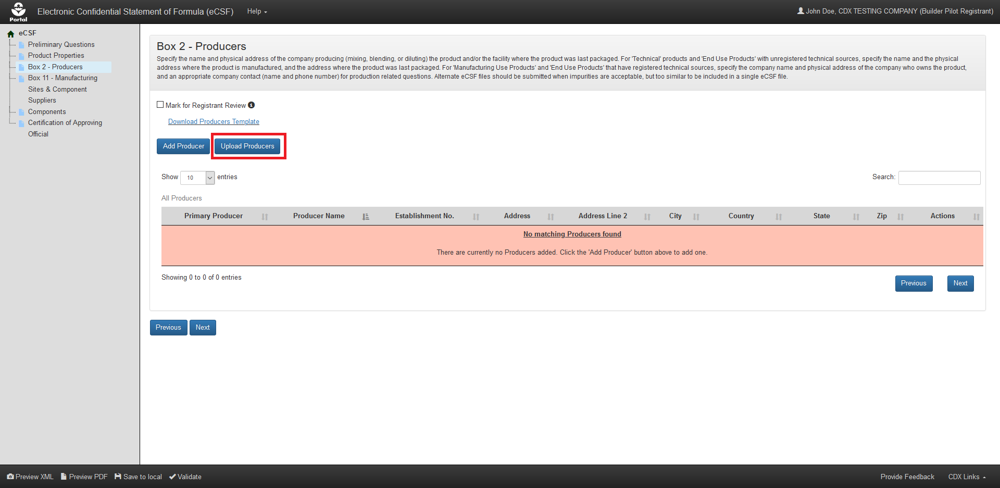 Portal
Electronic Confidential Statement of Formula (eCSF)
Help
John Doe, CDX TESTING COMPANY (Builder Pilot Registrant)
eCSF
Preliminary Questions
Product Properties
Box 2 - Producers
Box 11 - Manufacturing
Sites & Component
Suppliers
Components
Certification of Approving
Official
Box 2 - Producers
Specify the name and physical address of the company producing (mixing, blending, or diluting) the product and/or the facility where the product was last packaged. For 'Technical' products and 'End Use Products' with unregistered technical sources, specify the name and the physical
address where the product is manufactured, and the address where the product was last packaged. For 'Manufacturing Use Products' and 'End Use Products' that have registered technical sources, specify the company name and physical address of the company who owns the product,
and an appropriate company contact (name and phone number) for production related questions. Alternate eCSF files should be submitted when impurities are acceptable, but too similar to be included in a single eCSF file.
Mark for Registrant Review
Download Producers Template
Add Producer Upload Producers
Show 10 entries
Search:
All Producers
Primary Producer Producer Name Establishment No. Address Address Line 2 City Country State Zip Actions
No matching Producers found
There are currently no Producers added. Click the 'Add Producer' button above to add one.
Showing 0 to 0 of 0 entries
Previous Next
Previous Next
Preview XML Preview PDF Save to local Validate
Provide Feedback CDX Links